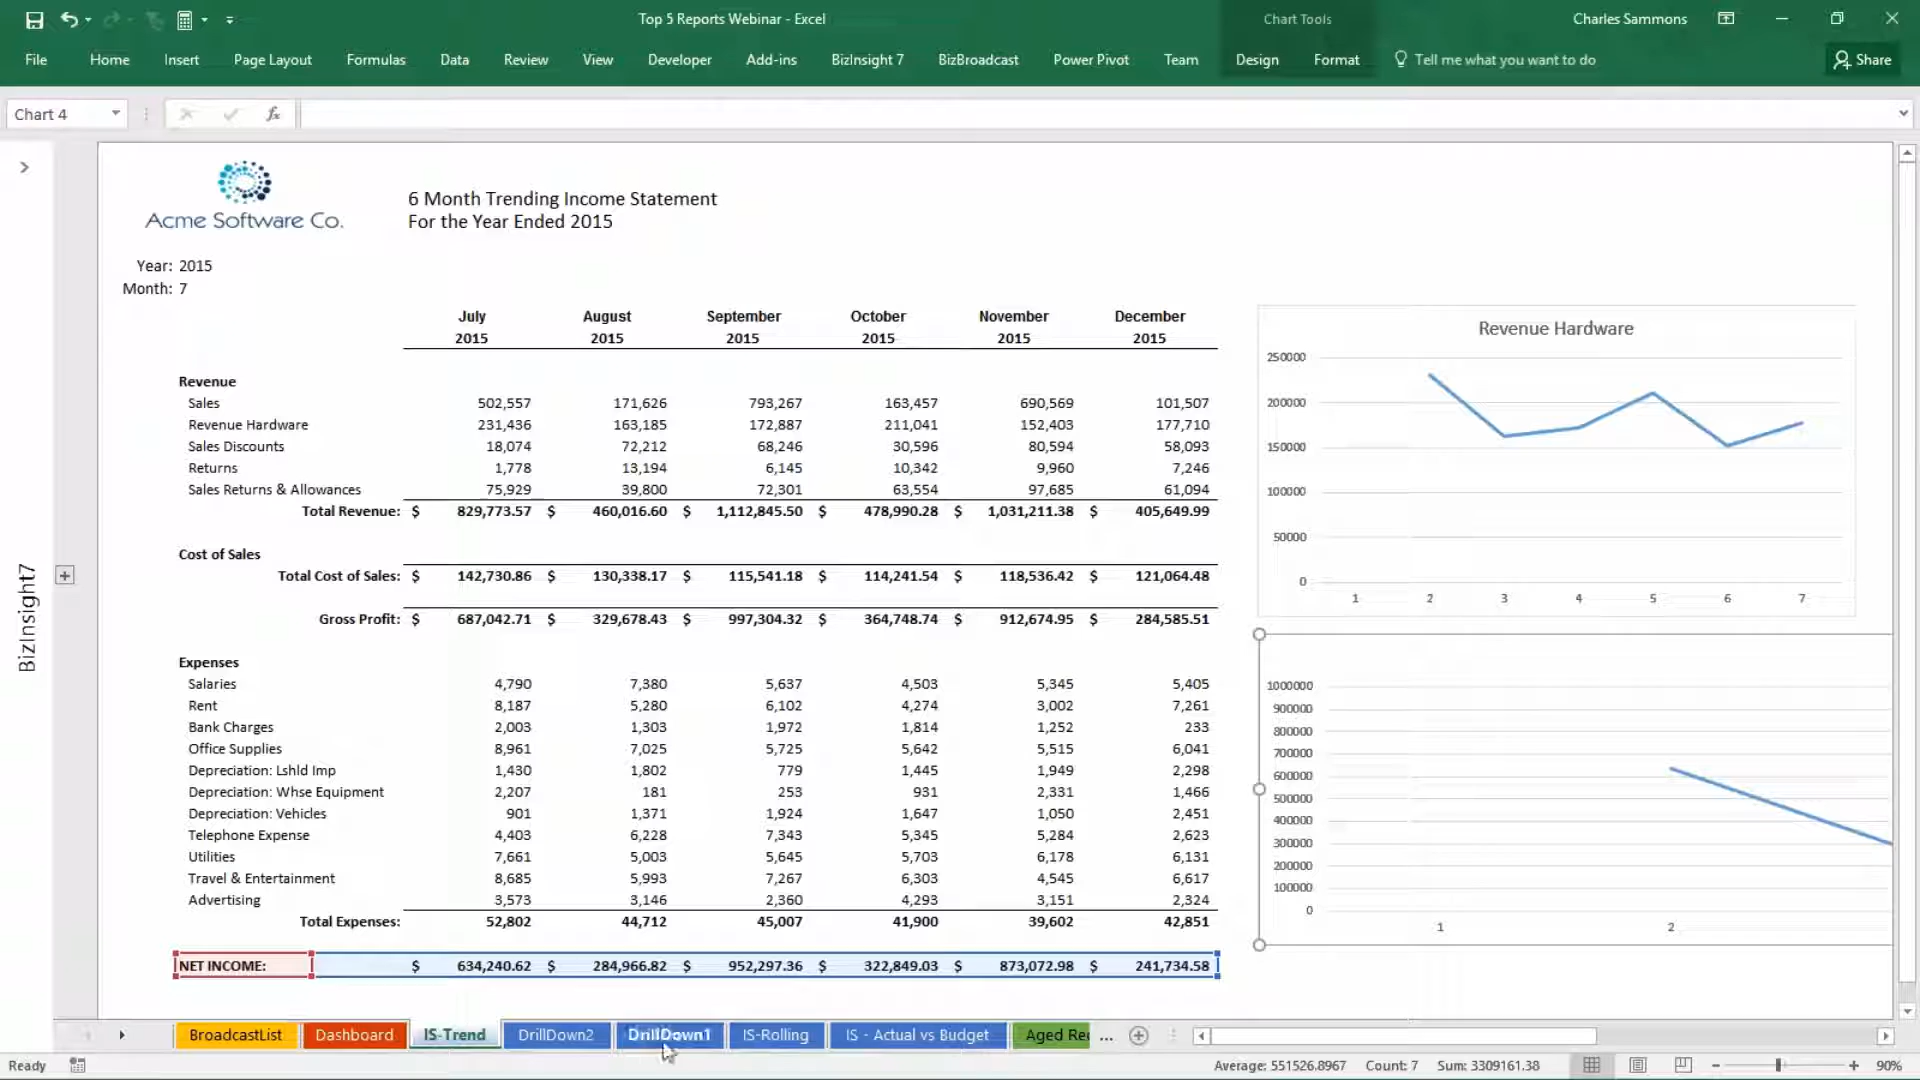 Top 5 Reports Webinar - Excel
Chart Tools
Charles Sammons
File Home Insert Page Layout Formulas Data Review View Developer Add-ins BizInsight 7 BizBroadcast Power Pivot Team Design Format Tell me what you want to do Share
Chart 4
fx
Acme Software Co.
6 Month Trending Income Statement
For the Year Ended 2015
Year: 2015
Month: 7
July August September October November December
2015 2015 2015 2015 2015 2015
Revenue
Sales 502,557 171,626 793,267 163,457 690,569 101,507
Revenue Hardware 231,436 163,185 172,887 211,041 152,403 177,710
Sales Discounts 18,074 72,212 68,246 30,596 80,594 58,093
Returns 1,778 13,194 6,145 10,342 9,960 7,246
Sales Returns & Allowances 75,929 39,800 72,301 63,554 97,685 61,094
Total Revenue: $ 829,773.57 $ 460,016.60 $ 1,112,845.50 $ 478,990.28 $ 1,031,211.38 $ 405,649.99
Cost of Sales
Total Cost of Sales: $ 142,730.86 $ 130,338.17 $ 115,541.18 $ 114,241.54 $ 118,536.42 $ 121,064.48
Gross Profit: $ 687,042.71 $ 329,678.43 $ 997,304.32 $ 364,748.74 $ 912,674.95 $ 284,585.51
Expenses
Salaries 4,790 7,380 5,637 4,503 5,345 5,405
Rent 8,187 5,280 6,102 4,274 3,002 7,261
Bank Charges 2,003 1,303 1,972 1,814 1,252 233
Office Supplies 8,961 7,025 5,725 5,642 5,515 6,041
Depreciation: Lshld Imp 1,430 1,802 779 1,445 1,949 2,298
Depreciation: Whse Equipment 2,207 181 253 931 2,331 1,466
Depreciation: Vehicles 901 1,371 1,924 1,647 1,050 2,451
Telephone Expense 4,403 6,228 7,343 5,345 5,284 2,623
Utilities 7,661 5,003 5,645 5,703 6,178 6,131
Travel & Entertainment 8,685 5,993 7,267 6,303 4,545 6,617
Advertising 3,573 3,146 2,360 4,293 3,151 2,324
Total Expenses: 52,802 44,712 45,007 41,900 39,602 42,851
NET INCOME: $ 634,240.62 $ 284,966.82 $ 952,297.36 $ 322,849.03 $ 873,072.98 $ 241,734.58
Revenue Hardware
250000
200000
150000
100000
50000
0
1 2 3 4 5 6 7
1000000
900000
800000
700000
600000
500000
400000
300000
200000
100000
0
1 2
BizInsight7
BroadcastList Dashboard IS-Trend DrillDown2 DrillDown1 IS-Rolling IS - Actual vs Budget Aged Rec ...
Ready
Average: 551526.8967 Count: 7 Sum: 3309161.38
90%